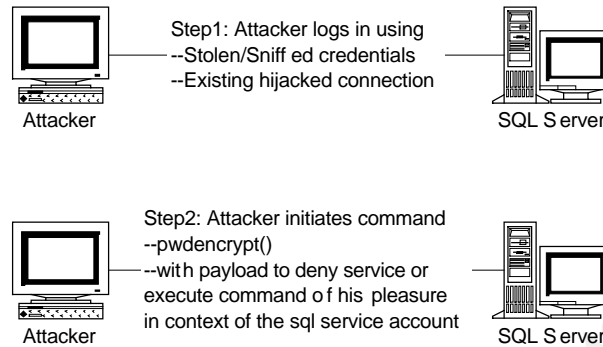 Step1: Attacker logs in using
--Stolen/Sniff ed credentials
--Existing hijacked connection
Attacker
SQL S erver
Step2: Attacker initiates command
--pwdencrypt()
--with payload to deny service or
execute command of his pleasure
in context of the sql service account
Attacker
SQL S erver